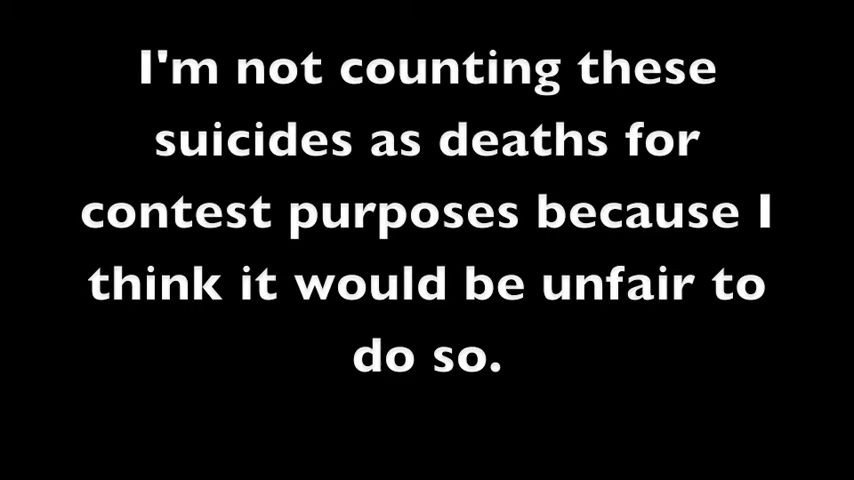 I'm not counting these
suicides as deaths for
contest purposes because I
think it would be unfair to
do so.